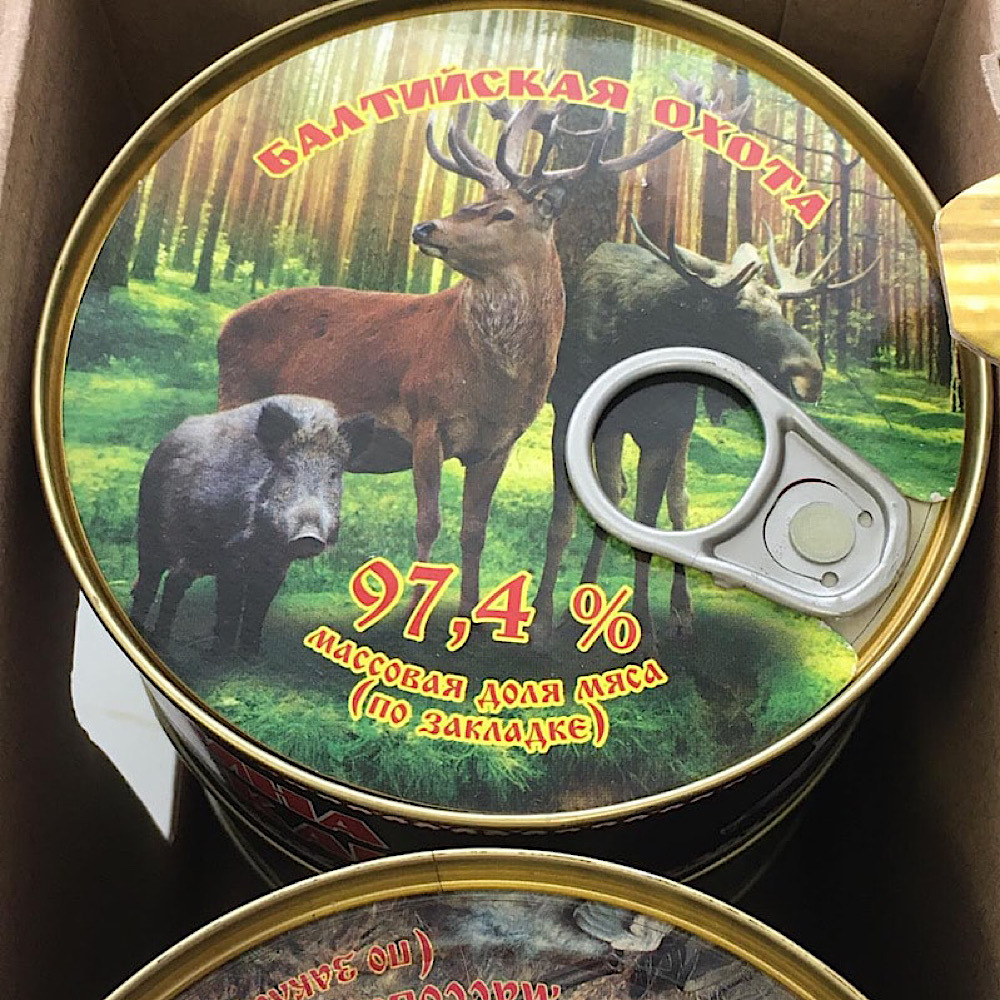 БАЛТИЙСКАЯ ОХОТА
97,4 %
МАССОВАЯ ДОЛЯ МЯСА
(ПО ЗАКЛАДКЕ)